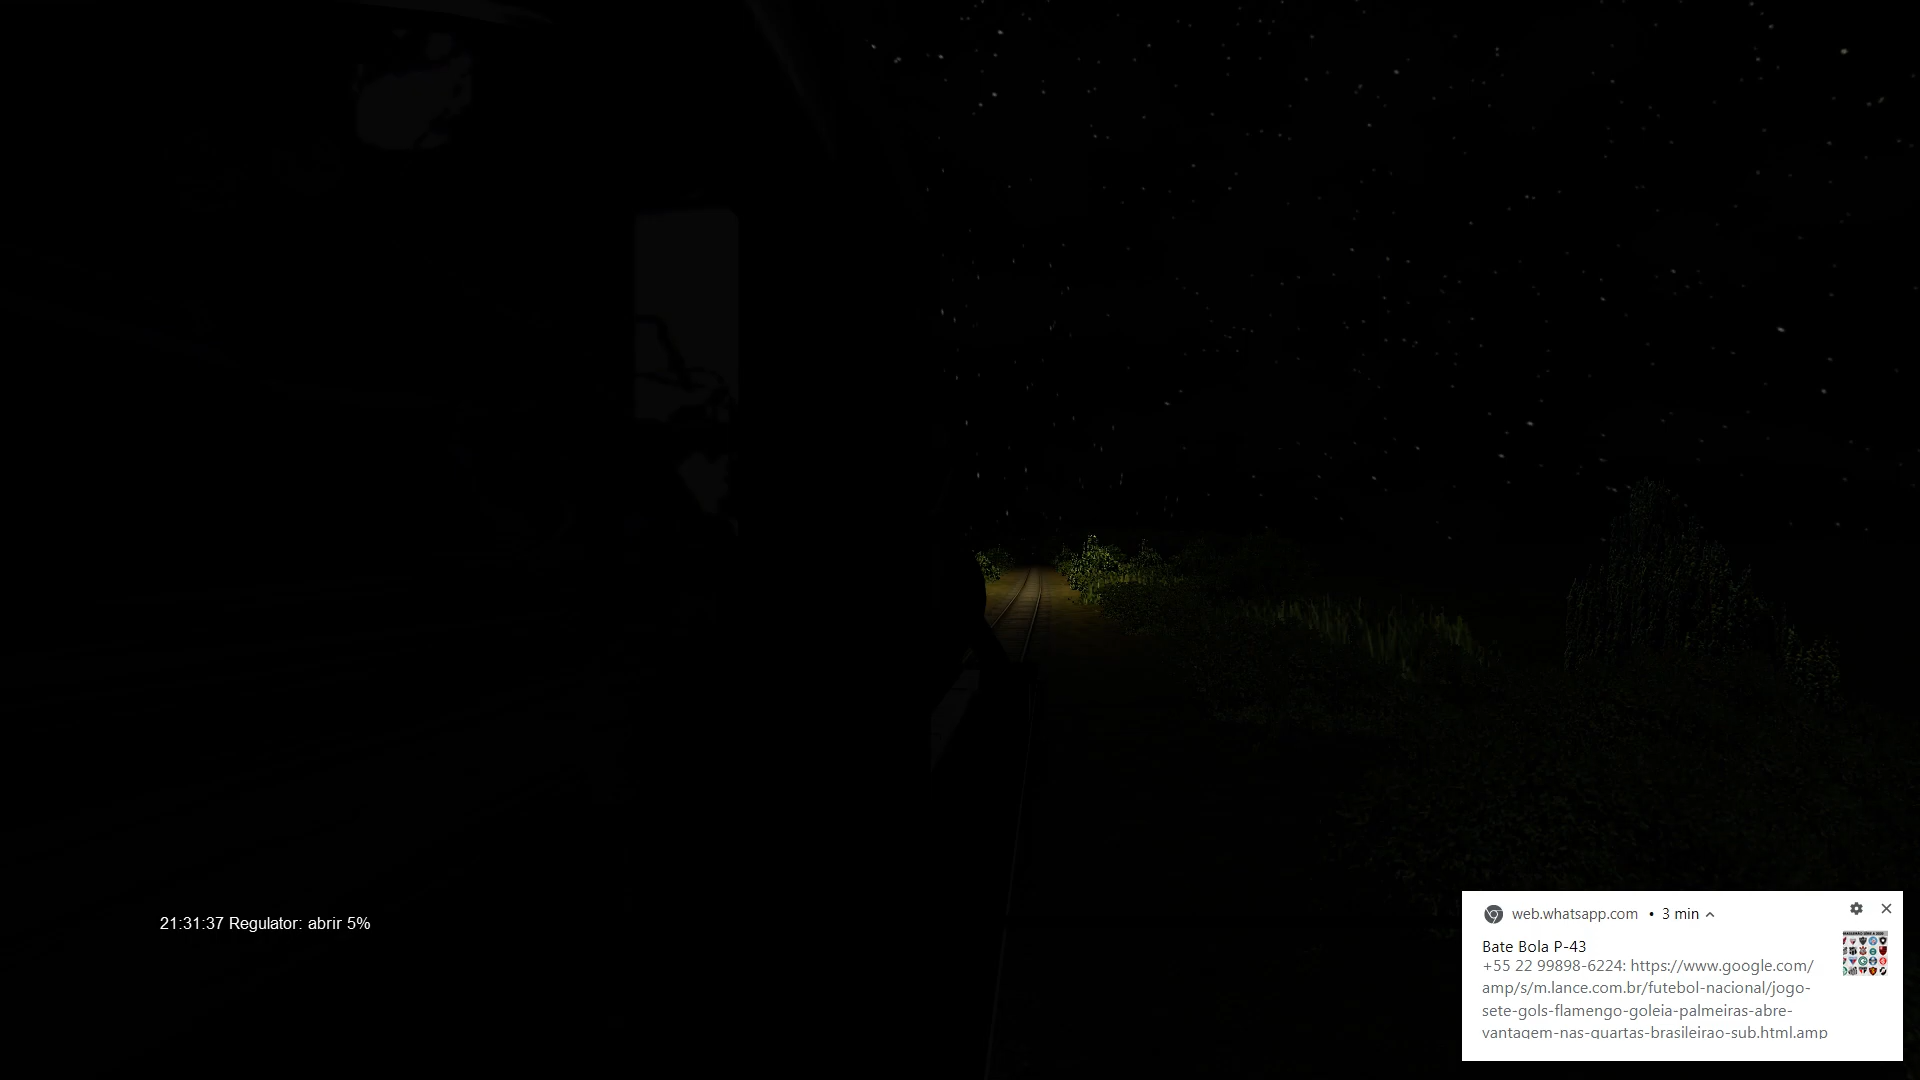 21:31:37 Regulator: abrir 5%
web.whatsapp.com • 3 min
Bate Bola P-43
+55 22 99898-6224: https://www.google.com/
amp/s/m.lance.com.br/futebol-nacional/jogo-
sete-gols-flamengo-goleia-palmeiras-abre-
vantagem-nas-quartas-brasileirao-sub.html.amp